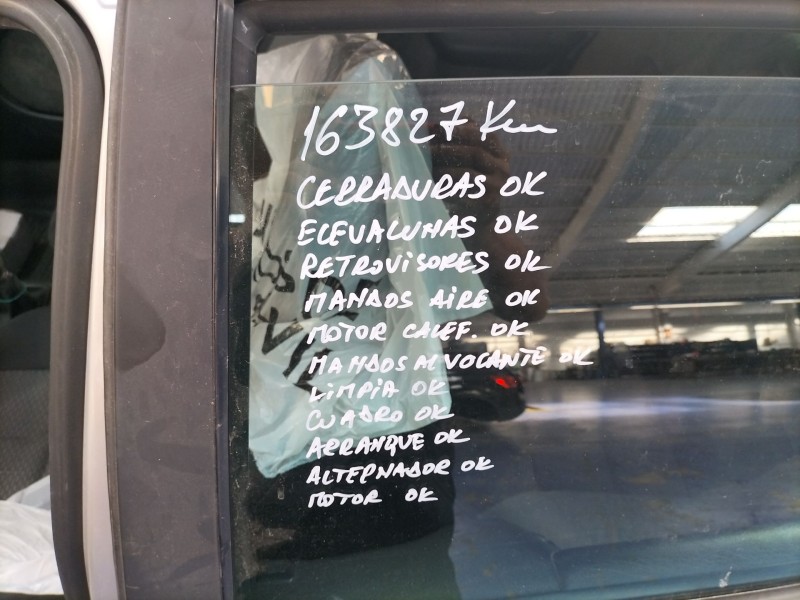 163827 Km
CERRADURAS OK
ELEVALUNAS OK
RETROVISORES OK
MANDOS AIRE OK
MOTOR CALEF. OK
MANDOS AL VOLANTE OK
LIMPIA OK
CUADRO OK
ARRANQUE OK
ALTERNADOR OK
MOTOR OK